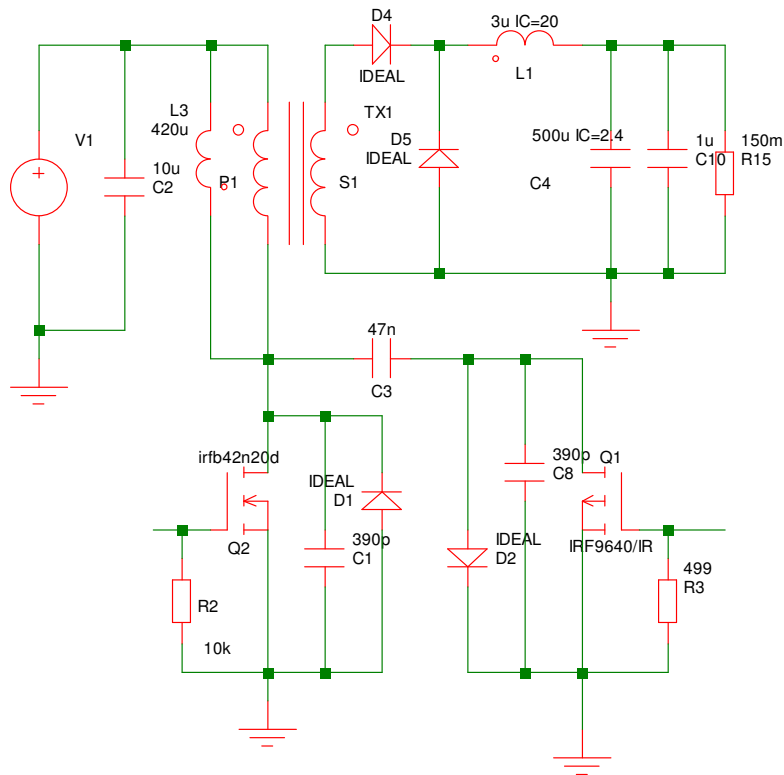 D4
IDEAL
3u IC=20
L1
V1
L3
420u
P1
TX1
S1
10u
C2
D5
IDEAL
500u IC=2.4
C4
1u
C10
150m
R15
47n
C3
irfb42n20d
Q2
IDEAL
D1
390p
C1
R2
10k
390p
C8
Q1
IDEAL
D2
IRF9640/IR
499
R3